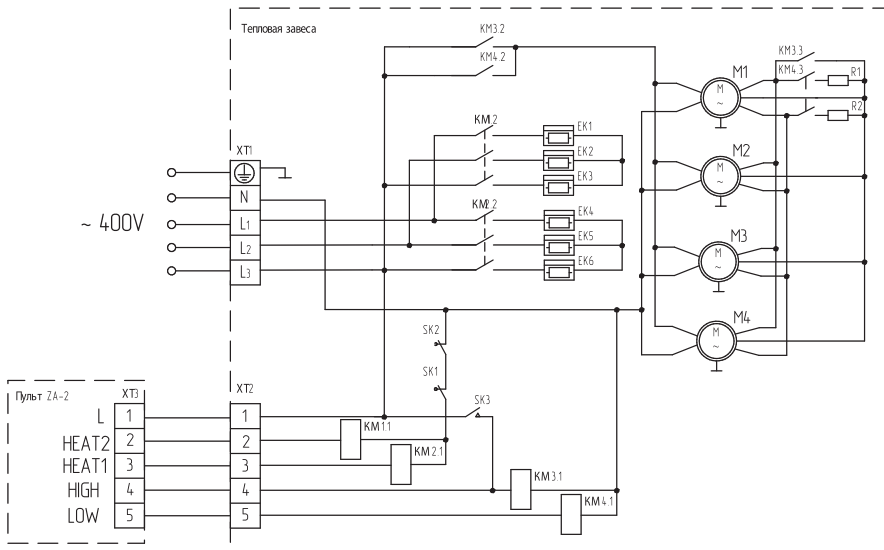 Тепловая завеса
KM3.2
KM4.2
KM3.3
KM4.3
R1
R2
M1
M
~
KM1.2
EK1
EK2
EK3
M2
M
~
XT1
N
L1
L2
L3
~ 400V
KM2.2
EK4
EK5
EK6
M3
M
~
M4
M
~
SK2
SK1
SK3
Пульт ZA-2
XT3
XT2
L 1 1
HEAT2 2 2
HEAT1 3 3
HIGH 4 4
LOW 5 5
KM1.1
KM2.1
KM3.1
KM4.1